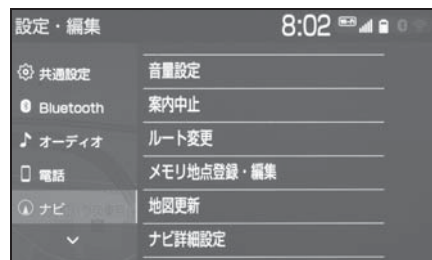 設定・編集 8:02
共通設定
Bluetooth
オーディオ
電話
ナビ
音量設定
案内中止
ルート変更
メモリ地点登録・編集
地図更新
ナビ詳細設定